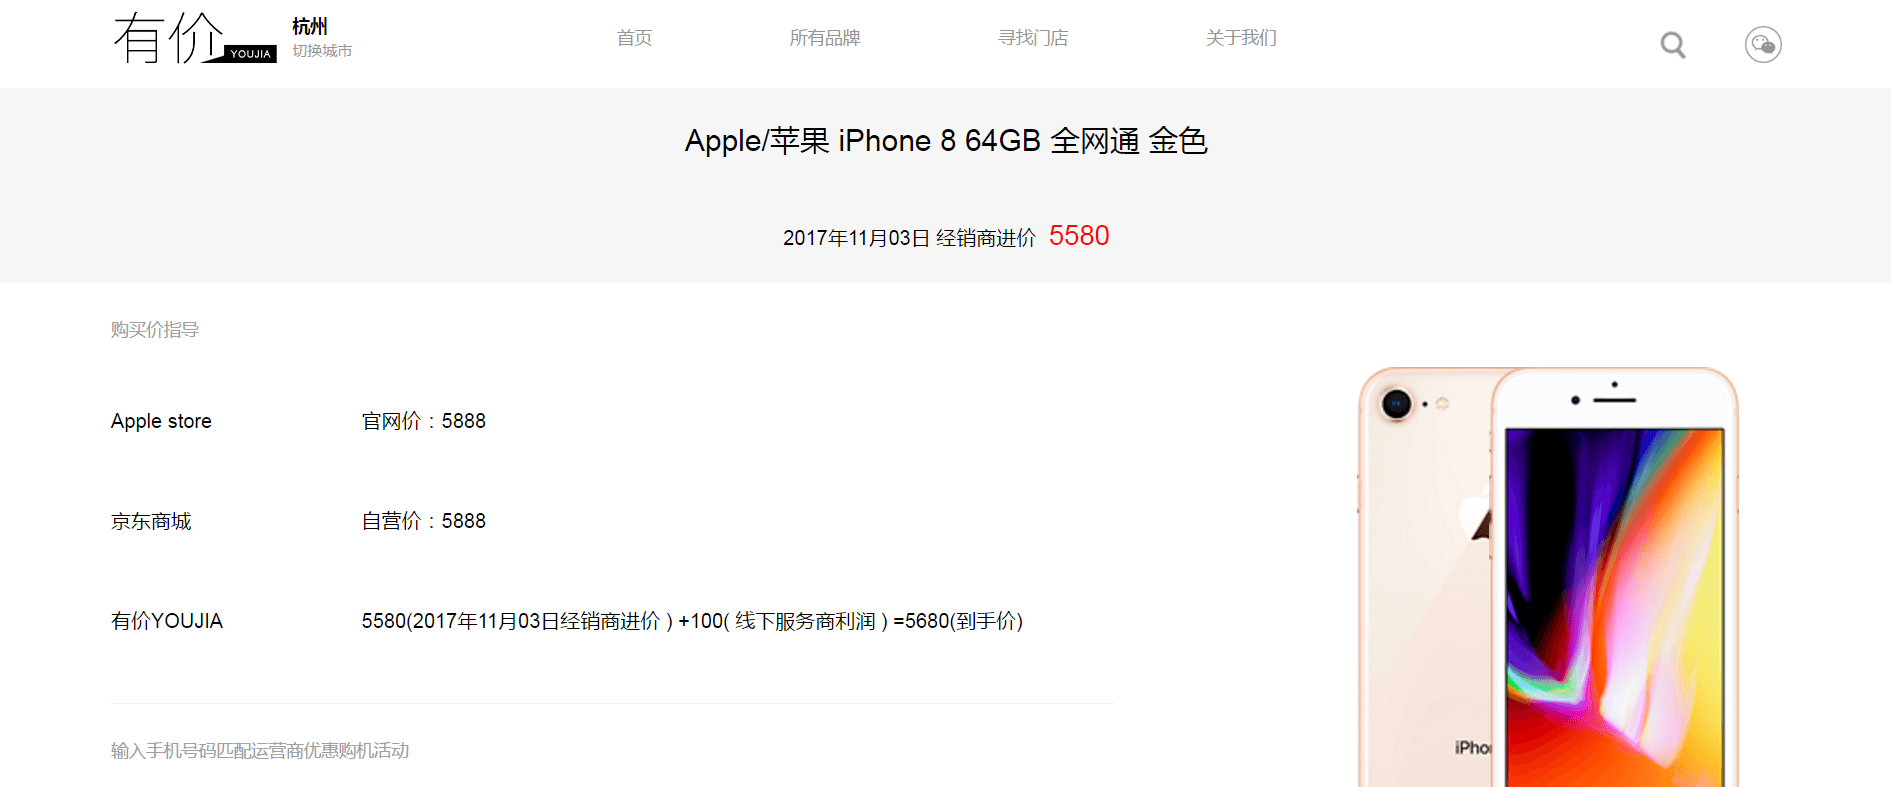 有价 YOUJIA
杭州
切换城市
首页 所有品牌 寻找门店 关于我们
Apple/苹果 iPhone 8 64GB 全网通 金色
2017年11月03日 经销商进价 5580
购买价指导
Apple store 官网价：5888
京东商城 自营价：5888
有价YOUJIA 5580(2017年11月03日经销商进价 ) +100( 线下服务商利润 ) =5680(到手价)
输入手机号码匹配运营商优惠购机活动
iPho